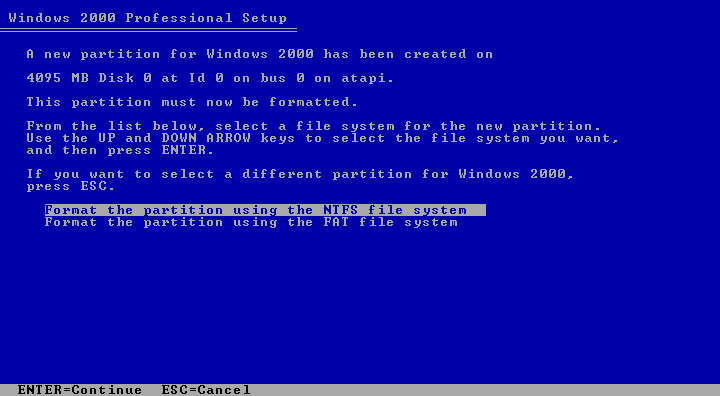 Windows 2000 Professional Setup
A new partition for Windows 2000 has been created on
4095 MB Disk 0 at Id 0 on bus 0 on atapi.
This partition must now be formatted.
From the list below, select a file system for the new partition.
Use the UP and DOWN ARROW keys to select the file system you want,
and then press ENTER.
If you want to select a different partition for Windows 2000,
press ESC.
Format the partition using the NTFS file system
Format the partition using the FAT file system
ENTER=Continue  ESC=Cancel